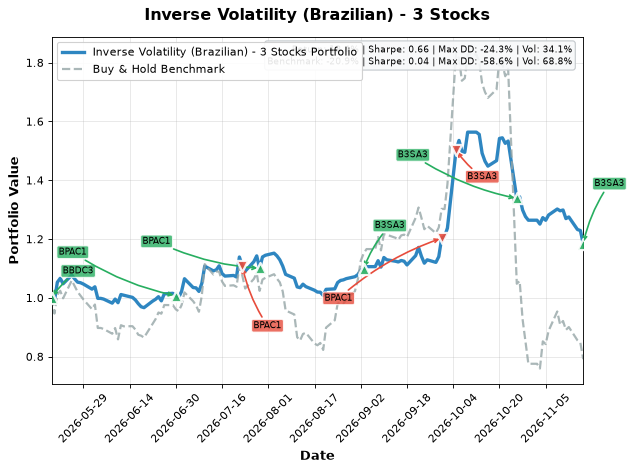 Inverse Volatility (Brazilian) - 3 Stocks
Inverse Volatility (Brazilian) - 3 Stocks Portfolio
Buy & Hold Benchmark
| Sharpe: 0.66 | Max DD: -24.3% | Vol: 34.1%
Benchmark: -20.9% | Sharpe: 0.04 | Max DD: -58.6% | Vol: 68.8%
Portfolio Value
1.8
1.6
1.4
1.2
1.0
0.8
BPAC1
BBDC3
BPAC1
BPAC1
BPAC1
B3SA3
B3SA3
B3SA3
B3SA3
2026-05-29
2026-06-14
2026-06-30
2026-07-16
2026-08-01
2026-08-17
2026-09-02
2026-09-18
2026-10-04
2026-10-20
2026-11-05
Date